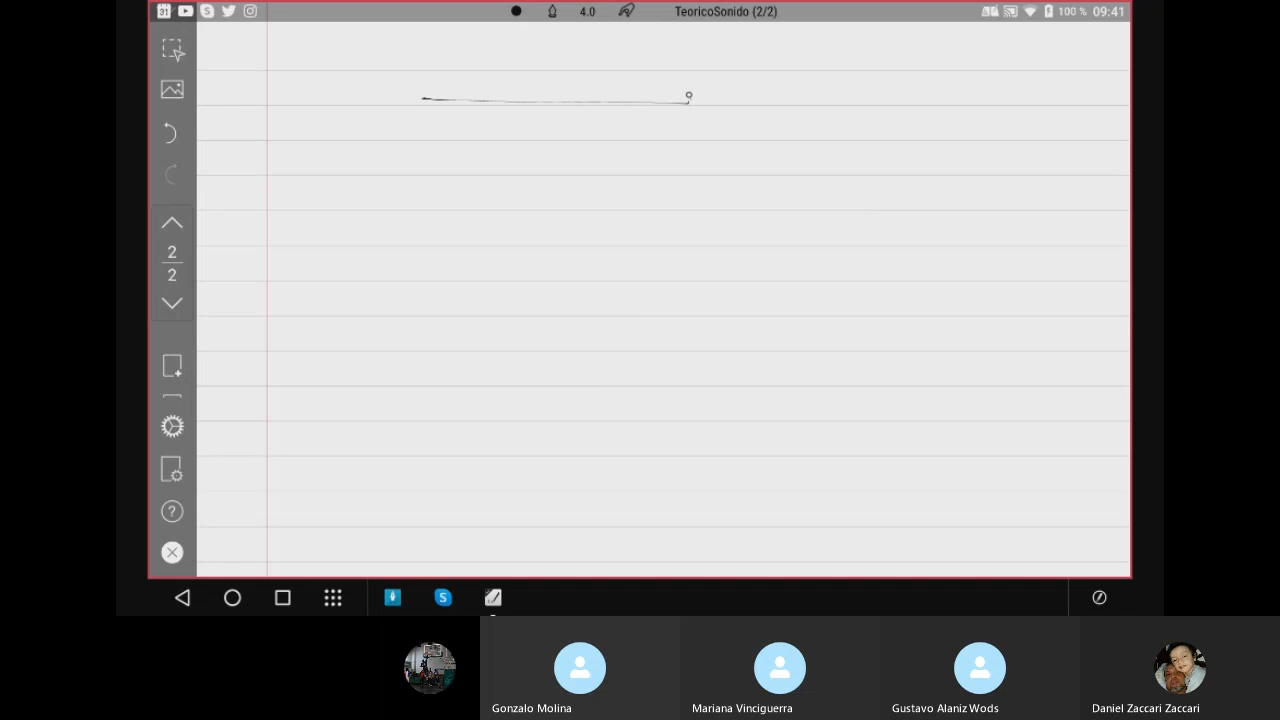 31 4.0 TeoricoSonido (2/2) 100 % 09:41
2
2
?
Gonzalo Molina Mariana Vinciguerra Gustavo Alaniz Wods Daniel Zaccari Zaccari